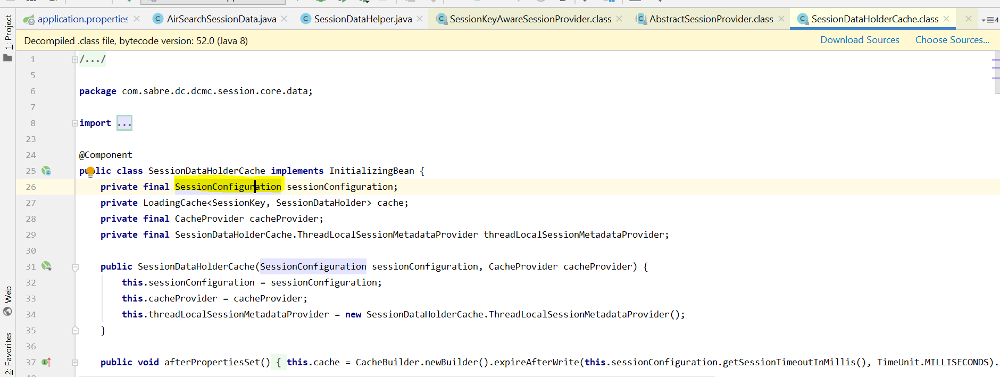 application.properties AirSearchSessionData.java SessionDataHelper.java SessionKeyAwareSessionProvider.class AbstractSessionProvider.class SessionDataHolderCache.class 4
Decompiled .class file, bytecode version: 52.0 (Java 8) Download Sources Choose Sources...
1: Project
Web
2: Favorites
1 /.../
5
6 package com.sabre.dc.dcmc.session.core.data;
7
8 import ...
23
24 @Component
25 public class SessionDataHolderCache implements InitializingBean {
26 private final SessionConfiguration sessionConfiguration;
27 private LoadingCache<SessionKey, SessionDataHolder> cache;
28 private final CacheProvider cacheProvider;
29 private final SessionDataHolderCache.ThreadLocalSessionMetadataProvider threadLocalSessionMetadataProvider;
30
31 public SessionDataHolderCache(SessionConfiguration sessionConfiguration, CacheProvider cacheProvider) {
32 this.sessionConfiguration = sessionConfiguration;
33 this.cacheProvider = cacheProvider;
34 this.threadLocalSessionMetadataProvider = new SessionDataHolderCache.ThreadLocalSessionMetadataProvider();
35 }
36
37 public void afterPropertiesSet() { this.cache = CacheBuilder.newBuilder().expireAfterWrite(this.sessionConfiguration.getSessionTimeoutInMillis(), TimeUnit.MILLISECONDS).